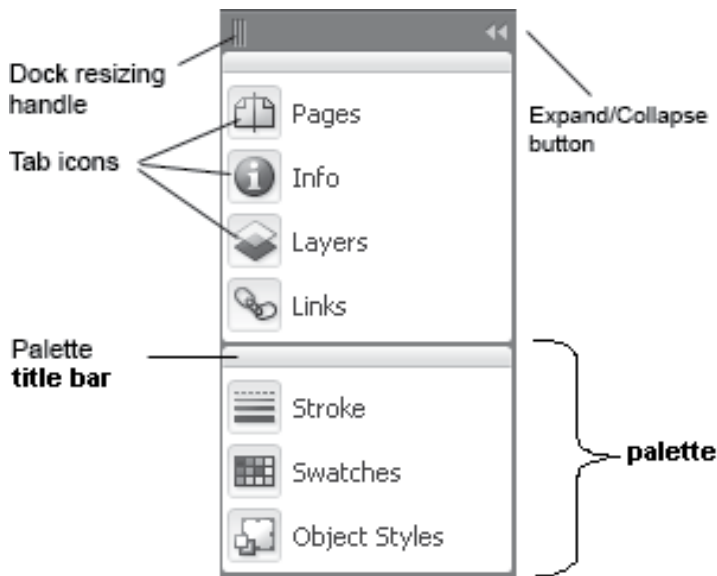 Dock resizing
handle
Tab icons
Palette
title bar
Pages
Info
Layers
Links
Stroke
Swatches
Object Styles
Expand/Collapse
button
palette